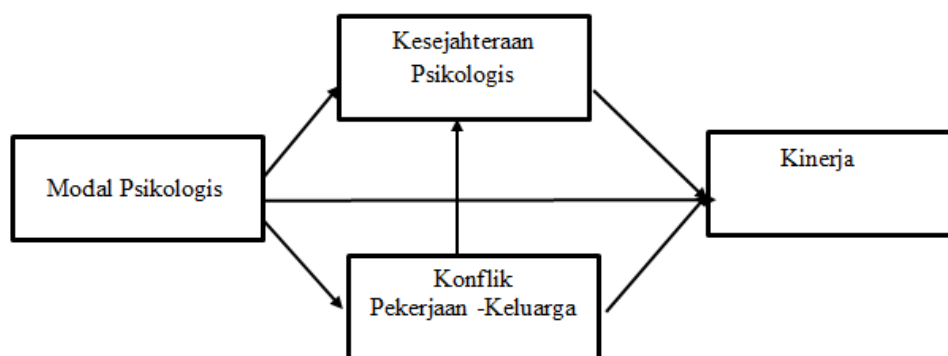 Kesejahteraan
Psikologis
Modal Psikologis
Kinerja
Konflik
Pekerjaan -Keluarga